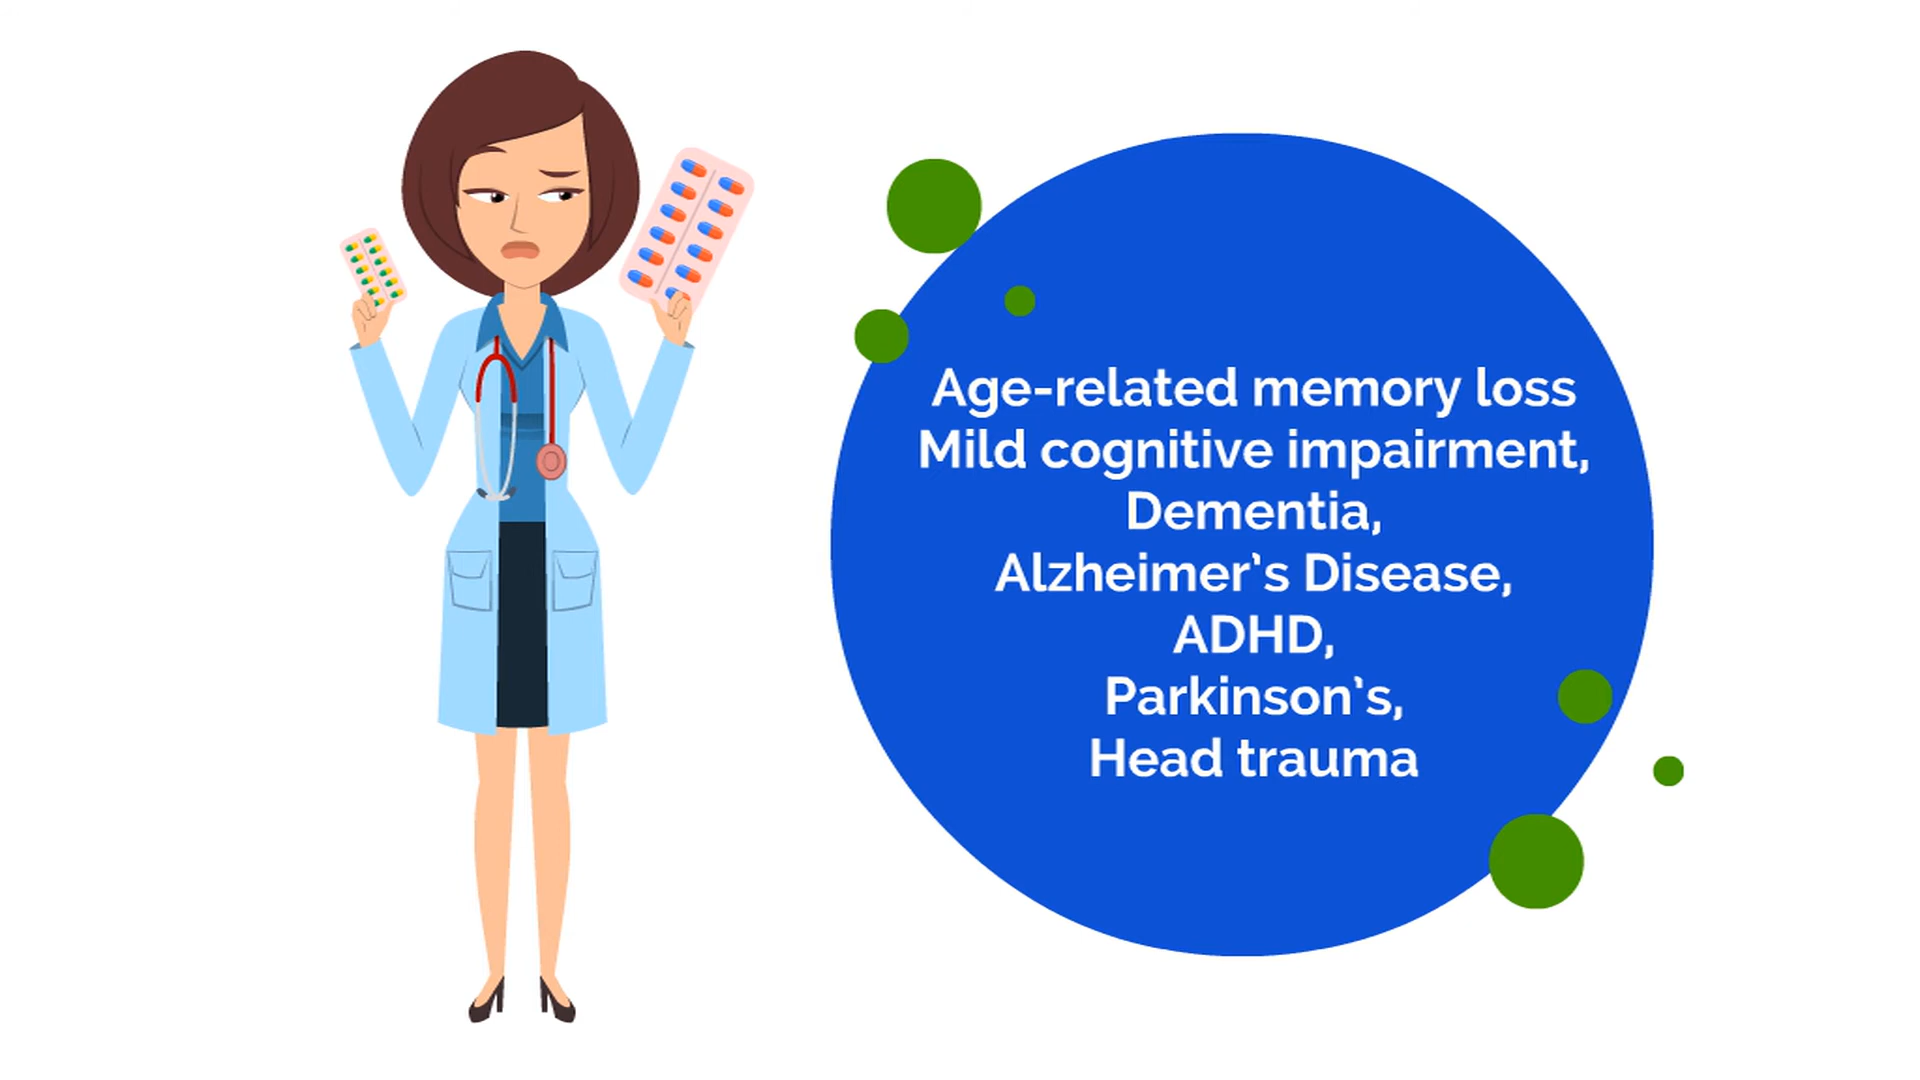 Age-related memory loss
Mild cognitive impairment,
Dementia,
Alzheimer's Disease,
ADHD,
Parkinson's,
Head trauma